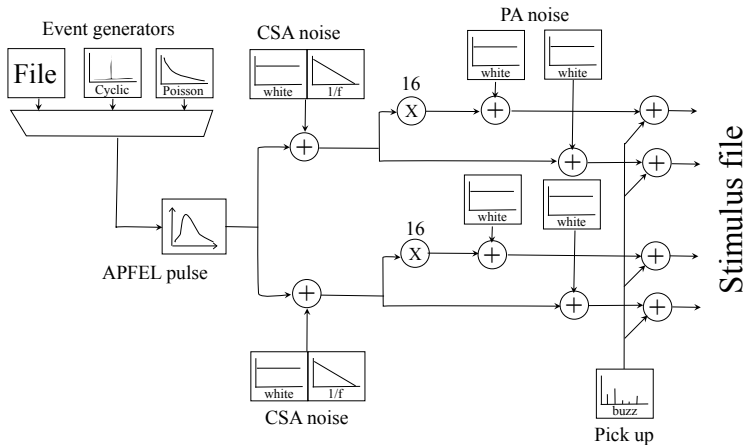 Event generators
File
Cyclic
Poisson
CSA noise
white
1/f
PA noise
white
white
16
X
APFEL pulse
16
X
white
white
white
1/f
CSA noise
buzz
Pick up
Stimulus file